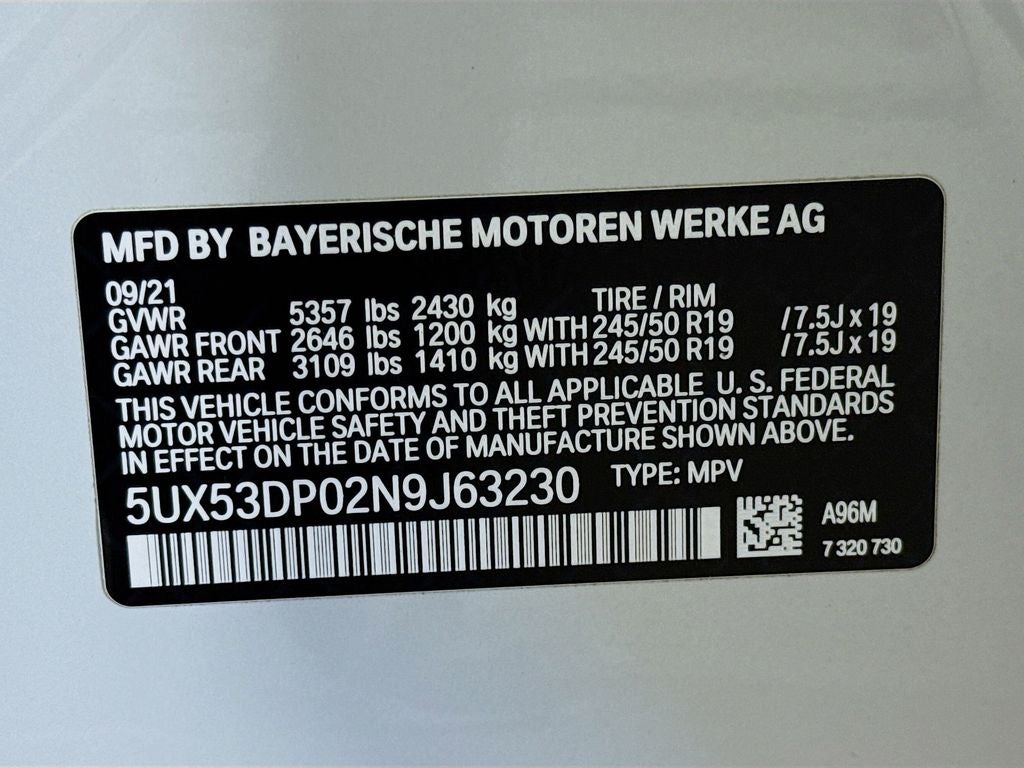 MFD BY BAYERISCHE MOTOREN WERKE AG
09/21 TIRE / RIM
GVWR 5357 lbs 2430 kg
GAWR FRONT 2646 lbs 1200 kg WITH 245/50 R19 /7.5J x 19
GAWR REAR 3109 lbs 1410 kg WITH 245/50 R19 /7.5J x 19
THIS VEHICLE CONFORMS TO ALL APPLICABLE U. S. FEDERAL
MOTOR VEHICLE SAFETY AND THEFT PREVENTION STANDARDS
IN EFFECT ON THE DATE OF MANUFACTURE SHOWN ABOVE.
5UX53DP02N9J63230 TYPE: MPV
A96M
7 320 730